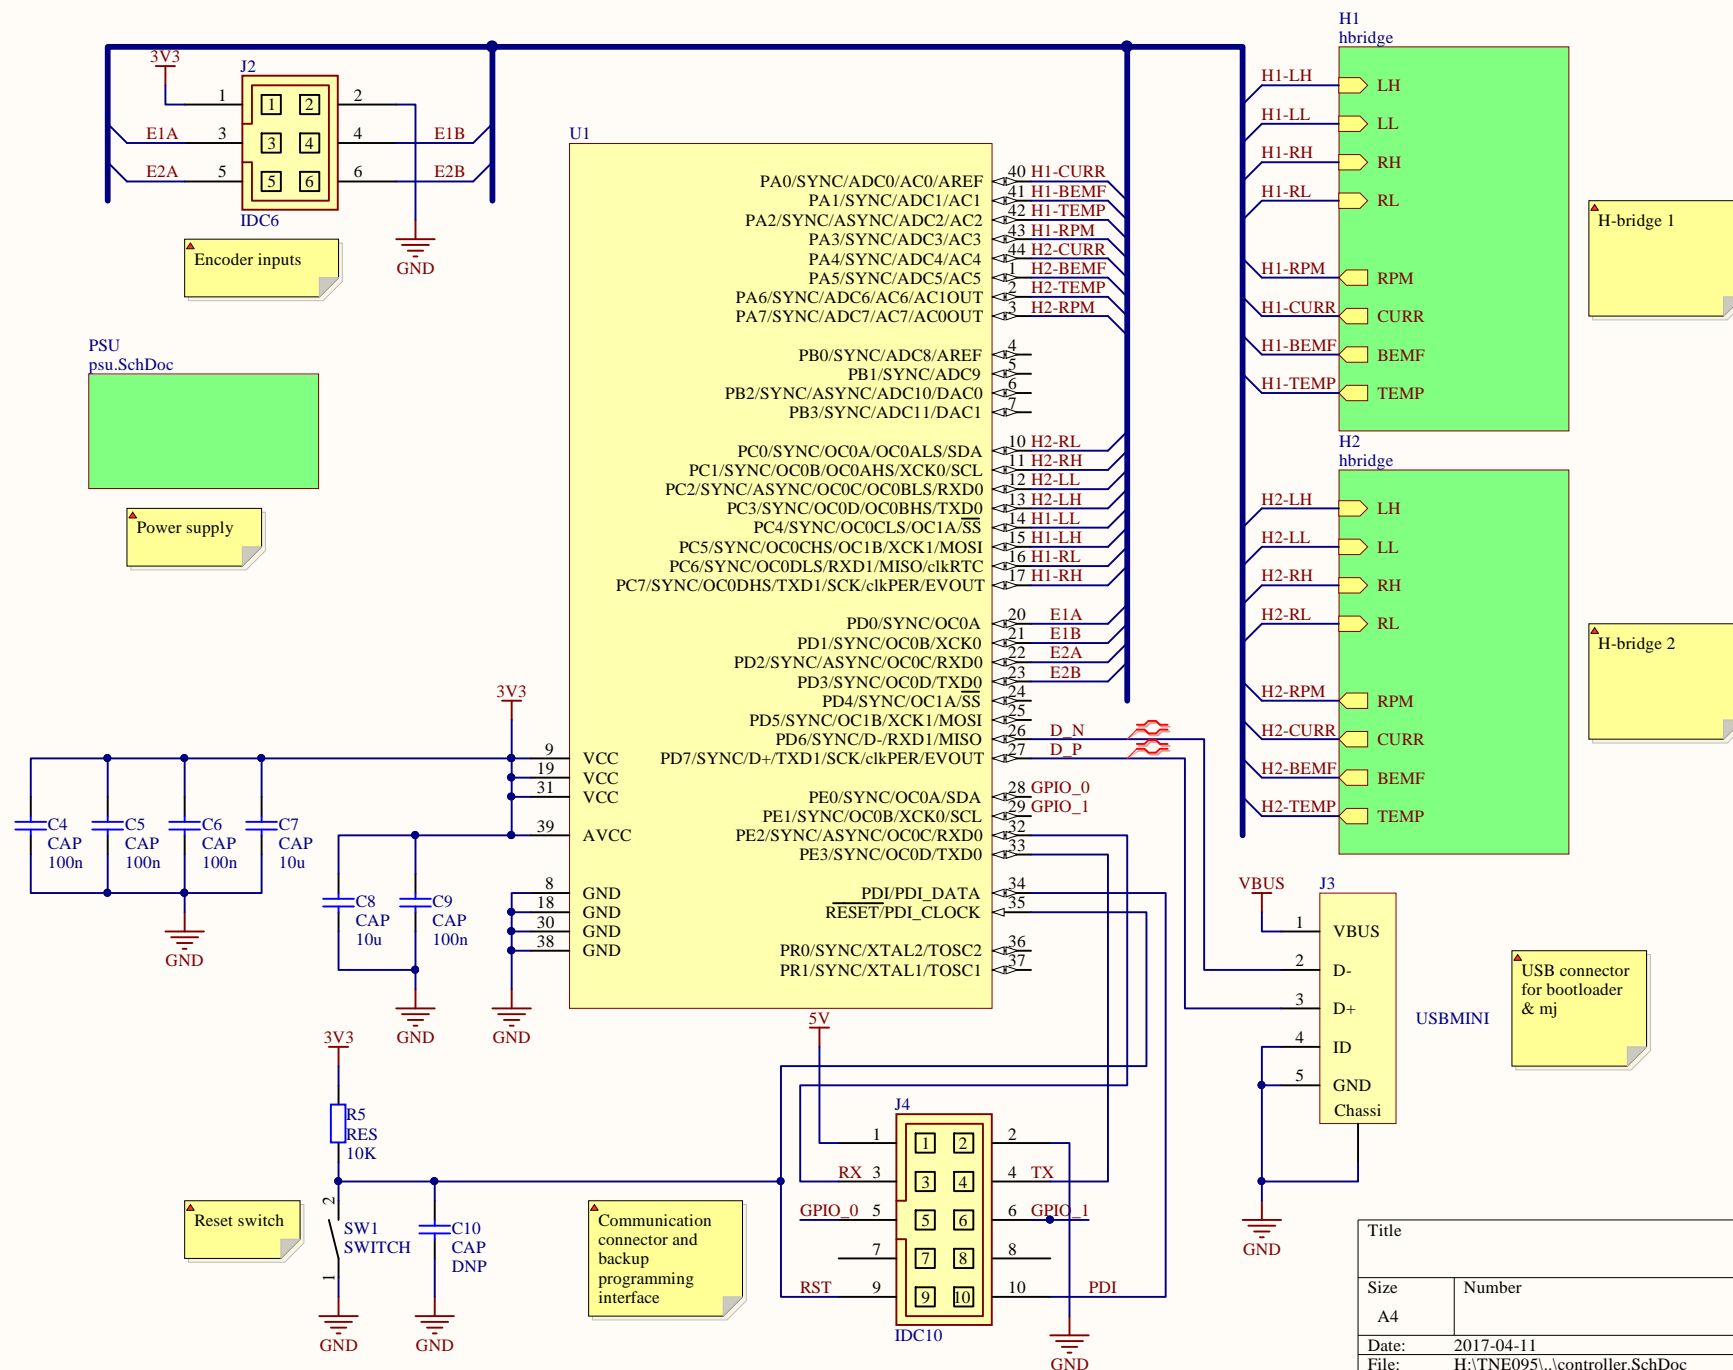 H1
hbridge
3V3
J2
1
2
3
4
5
6
1 2
3 4
5 6
E1A
E1B
E2A
E2B
IDC6
GND
Encoder inputs
PSU
psu.SchDoc
Power supply
U1
PA0/SYNC/ADC0/AC0/AREF 40 H1-CURR
PA1/SYNC/ADC1/AC1 41 H1-BEMF
PA2/SYNC/ASYNC/ADC2/AC2 42 H1-TEMP
PA3/SYNC/ADC3/AC3 43 H1-RPM
PA4/SYNC/ADC4/AC4 44 H2-CURR
PA5/SYNC/ADC5/AC5 1 H2-BEMF
PA6/SYNC/ADC6/AC6/AC1OUT 2 H2-TEMP
PA7/SYNC/ADC7/AC7/AC0OUT 3 H2-RPM
PB0/SYNC/ADC8/AREF 4
PB1/SYNC/ADC9 5
PB2/SYNC/ASYNC/ADC10/DAC0 6
PB3/SYNC/ADC11/DAC1 7
PC0/SYNC/OC0A/OC0ALS/SDA 10 H2-RL
PC1/SYNC/OC0B/OC0AHS/XCK0/SCL 11 H2-RH
PC2/SYNC/ASYNC/OC0C/OC0BLS/RXD0 12 H2-LL
PC3/SYNC/OC0D/OC0BHS/TXD0 13 H2-LH
PC4/SYNC/OC0CLS/OC1A/SS 14 H1-LL
PC5/SYNC/OC0CHS/OC1B/XCK1/MOSI 15 H1-LH
PC6/SYNC/OC0DLS/RXD1/MISO/clkRTC 16 H1-RL
PC7/SYNC/OC0DHS/TXD1/SCK/clkPER/EVOUT 17 H1-RH
PD0/SYNC/OC0A 20 E1A
PD1/SYNC/OC0B/XCK0 21 E1B
PD2/SYNC/ASYNC/OC0C/RXD0 22 E2A
PD3/SYNC/OC0D/TXD0 23 E2B
PD4/SYNC/OC1A/SS 24
PD5/SYNC/OC1B/XCK1/MOSI 25
PD6/SYNC/D-/RXD1/MISO 26 D_N
PD7/SYNC/D+/TXD1/SCK/clkPER/EVOUT 27 D_P
PE0/SYNC/OC0A/SDA 28 GPIO_0
PE1/SYNC/OC0B/XCK0/SCL 29 GPIO_1
PE2/SYNC/ASYNC/OC0C/RXD0 32
PE3/SYNC/OC0D/TXD0 33
PDI/PDI_DATA 34
RESET/PDI_CLOCK 35
PR0/SYNC/XTAL2/TOSC2 36
PR1/SYNC/XTAL1/TOSC1 37
3V3
9 VCC
19 VCC
31 VCC
39 AVCC
8 GND
18 GND
30 GND
38 GND
C4
CAP
100n
C5
CAP
100n
C6
CAP
100n
C7
CAP
10u
GND
C8
CAP
10u
C9
CAP
100n
GND
GND
H1-LH LH
H1-LL LL
H1-RH RH
H1-RL RL
H1-RPM RPM
H1-CURR CURR
H1-BEMF BEMF
H1-TEMP TEMP
H-bridge 1
H2
hbridge
H2-LH LH
H2-LL LL
H2-RH RH
H2-RL RL
H2-RPM RPM
H2-CURR CURR
H2-BEMF BEMF
H2-TEMP TEMP
H-bridge 2
VBUS
J3
1 VBUS
2 D-
3 D+
4 ID
5 GND
Chassi
USBMINI
GND
USB connector
for bootloader
& mj
3V3
R5
RES
10K
2
SW1
SWITCH
1
GND
C10
CAP
DNP
GND
Reset switch
Communication
connector and
backup
programming
interface
5V
J4
1 1 2 2
RX 3 3 4 4 TX
GPIO_0 5 5 6 6 GPIO_1
7 7 8 8
RST 9 9 10 10 PDI
IDC10
GND
Title
Size Number
A4
Date: 2017-04-11
File: H:\TNE095\..\controller.SchDoc